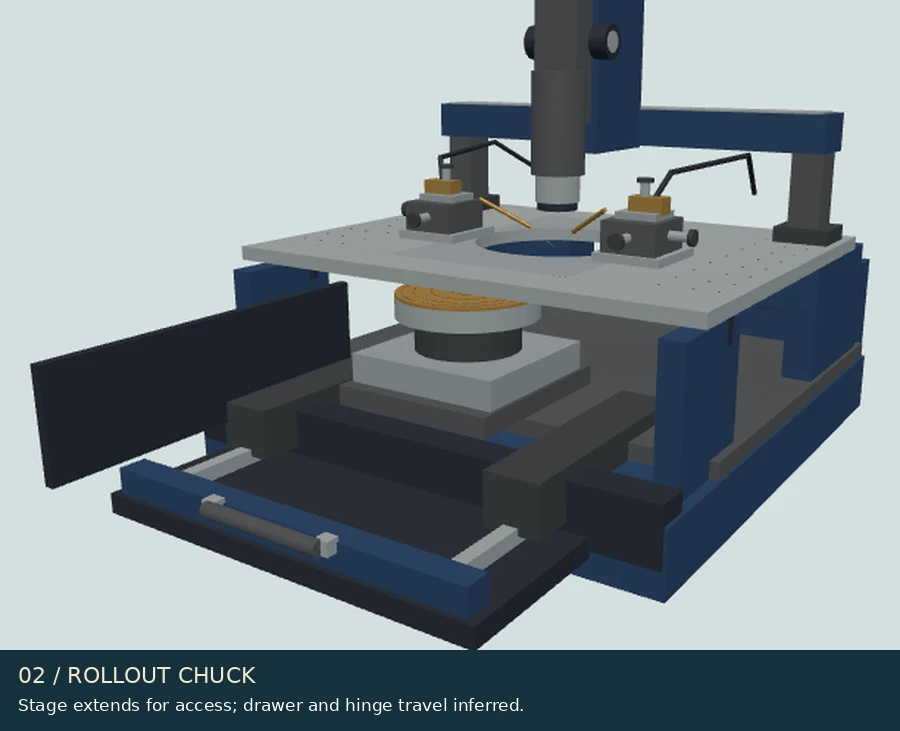 02 / ROLLOUT CHUCK
Stage extends for access; drawer and hinge travel inferred.